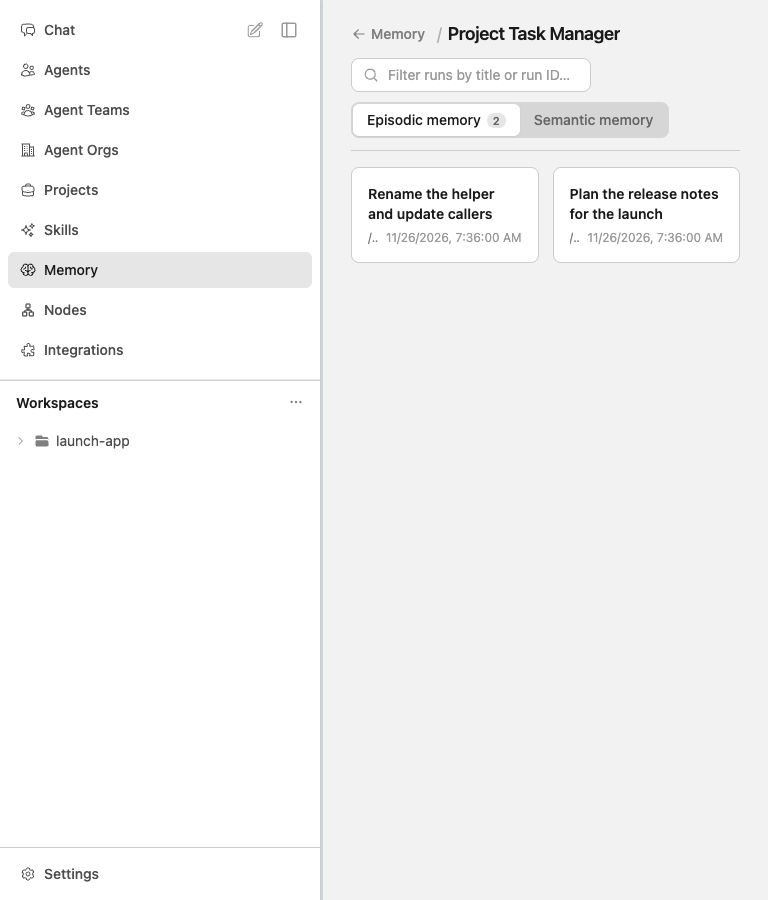 Chat
Agents
Agent Teams
Agent Orgs
Projects
Skills
Memory
Nodes
Integrations
Workspaces
launch-app
Settings
Memory / Project Task Manager
Filter runs by title or run ID...
Episodic memory 2
Semantic memory
Rename the helper
and update callers
/.. 11/26/2026, 7:36:00 AM
Plan the release notes
for the launch
/.. 11/26/2026, 7:36:00 AM